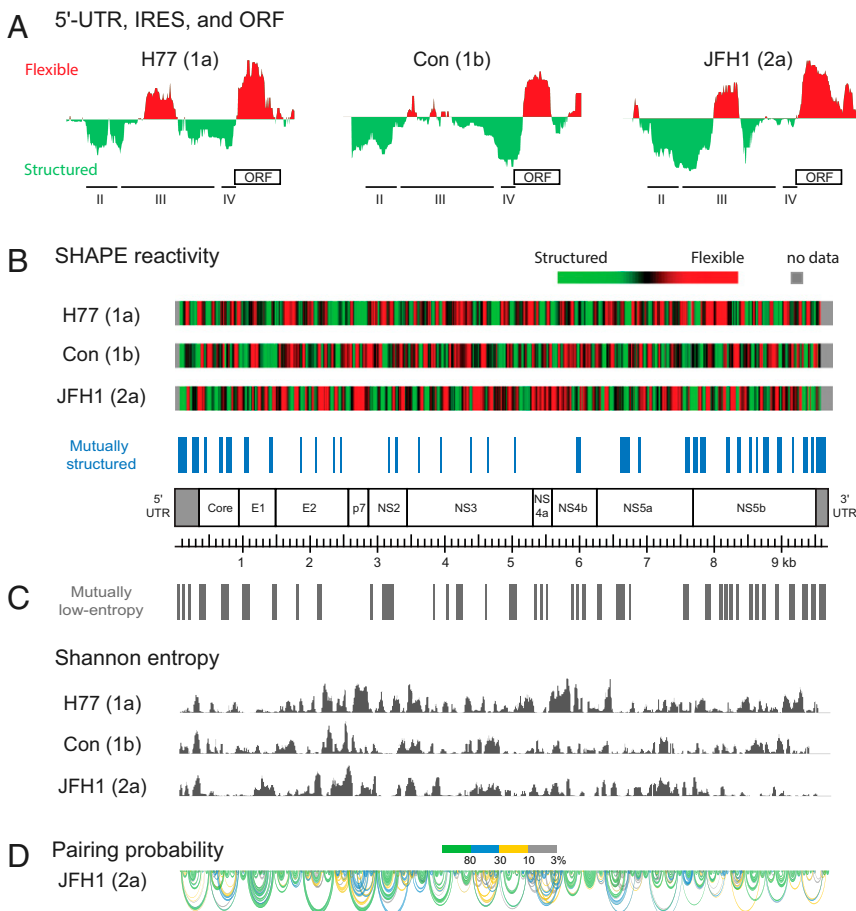 A
5'-UTR, IRES, and ORF
H77 (1a)
Con (1b)
JFH1 (2a)
Flexible
Structured
ORF
ORF
ORF
II
III
IV
II
III
IV
II
III
IV
B
SHAPE reactivity
Structured
Flexible
no data
H77 (1a)
Con (1b)
JFH1 (2a)
Mutually
structured
5'
UTR
Core
E1
E2
p7
NS2
NS3
NS
4a
NS4b
NS5a
NS5b
3'
UTR
1
2
3
4
5
6
7
8
9 kb
C
Mutually
low-entropy
Shannon entropy
H77 (1a)
Con (1b)
JFH1 (2a)
D
Pairing probability
80
30
10
3%
JFH1 (2a)